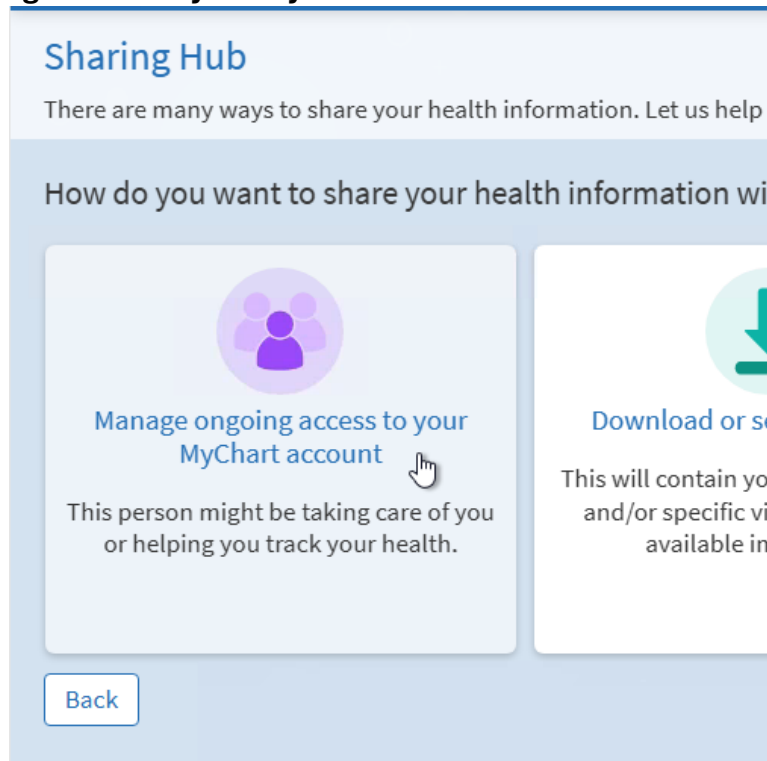 Sharing Hub
There are many ways to share your health information. Let us help
How do you want to share your health information wi
Manage ongoing access to your
MyChart account
This person might be taking care of you
or helping you track your health.
Download or s
This will contain yo
and/or specific vi
available in
Back